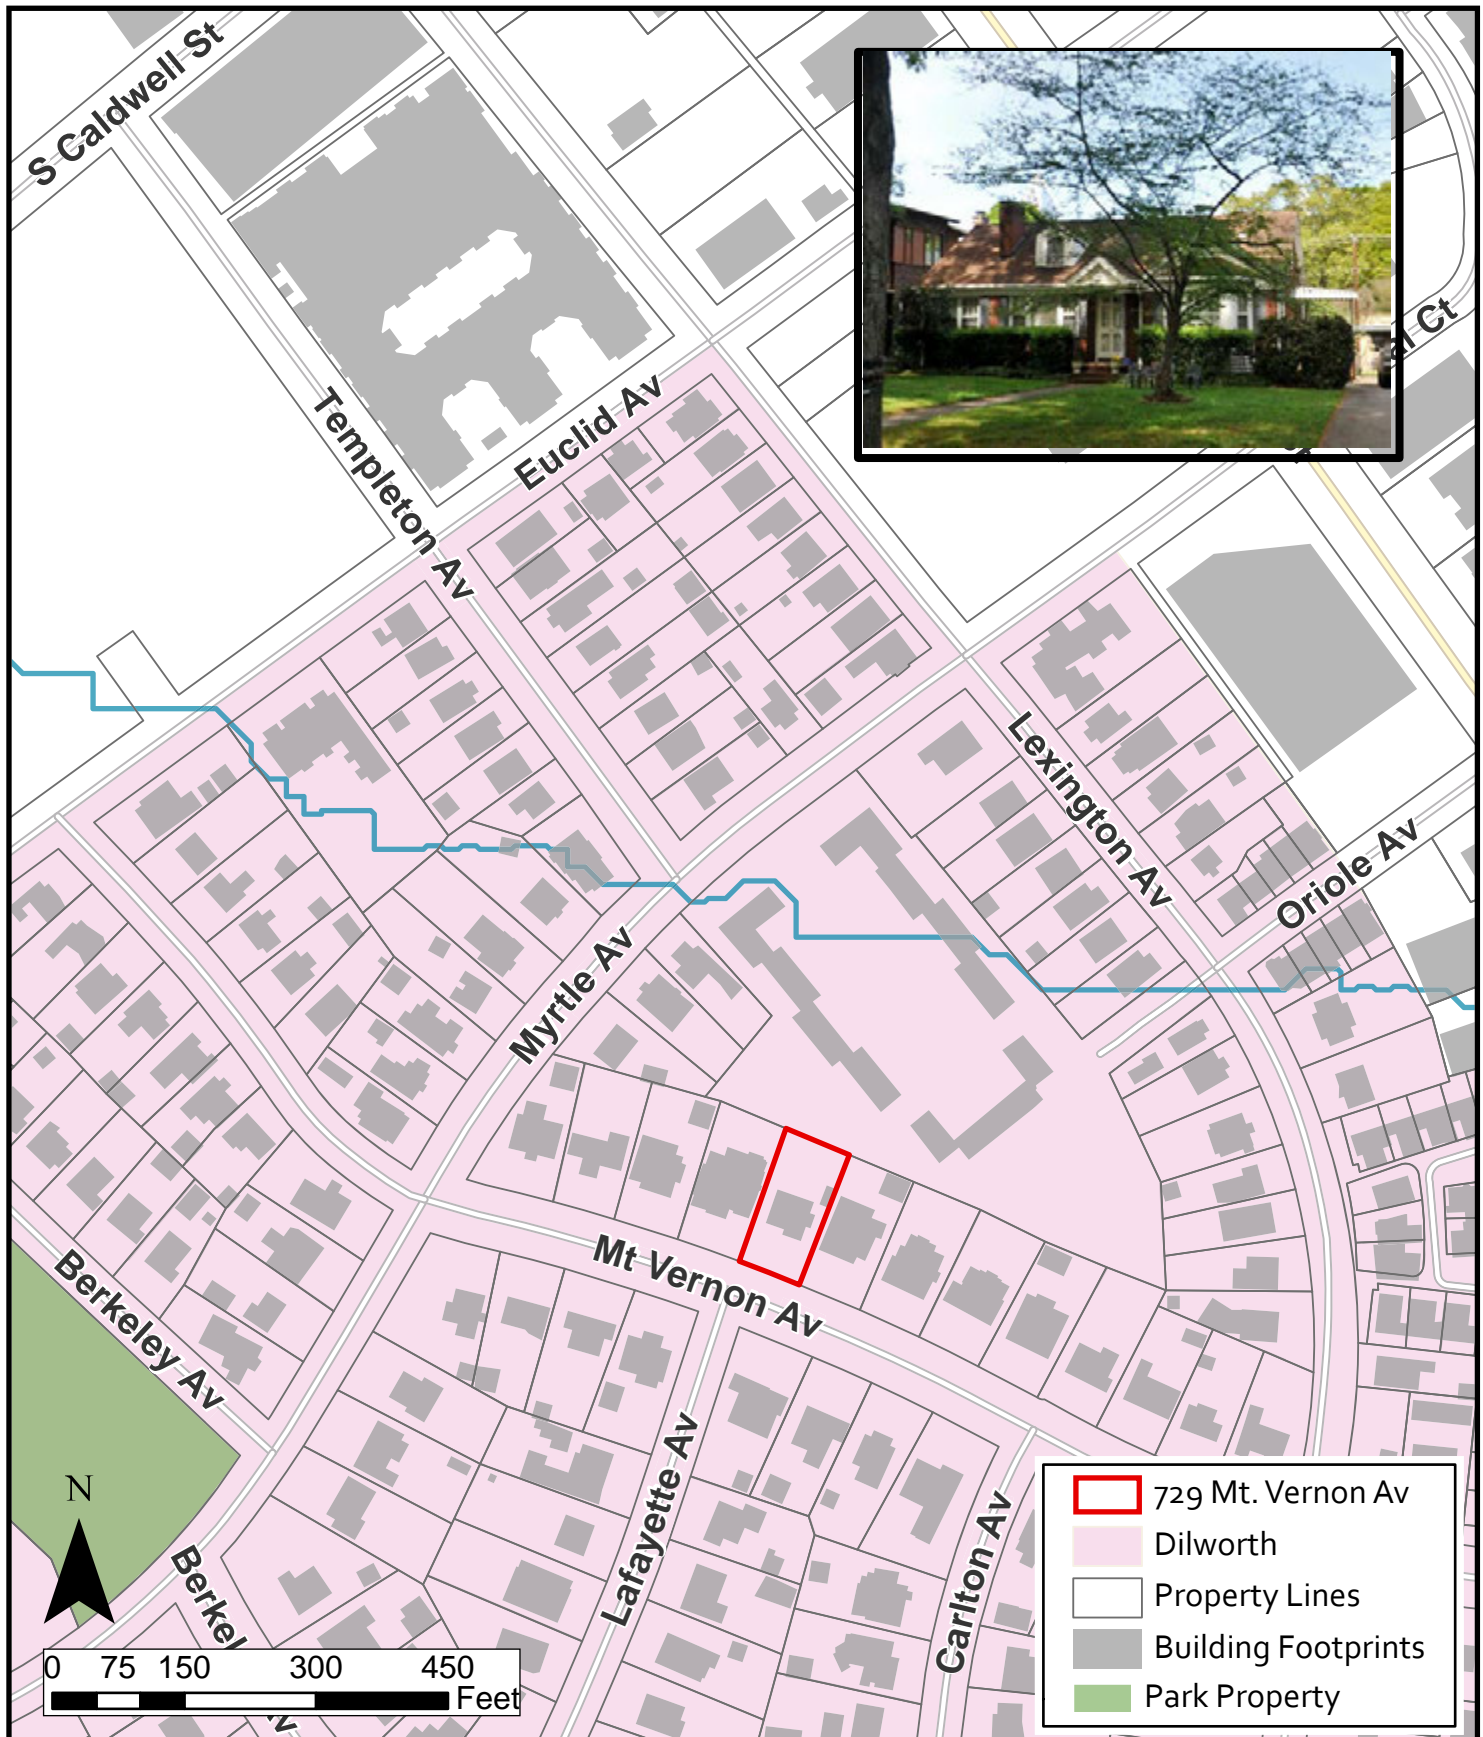 S Caldwell St
al Ct
Euclid Av
Templeton Av
Lexington Av
Oriole Av
Myrtle Av
Mt Vernon Av
Berkeley Av
Lafayette Av
Carlton Av
N
0 75 150 300 450
Feet
729 Mt. Vernon Av
Dilworth
Property Lines
Building Footprints
Park Property